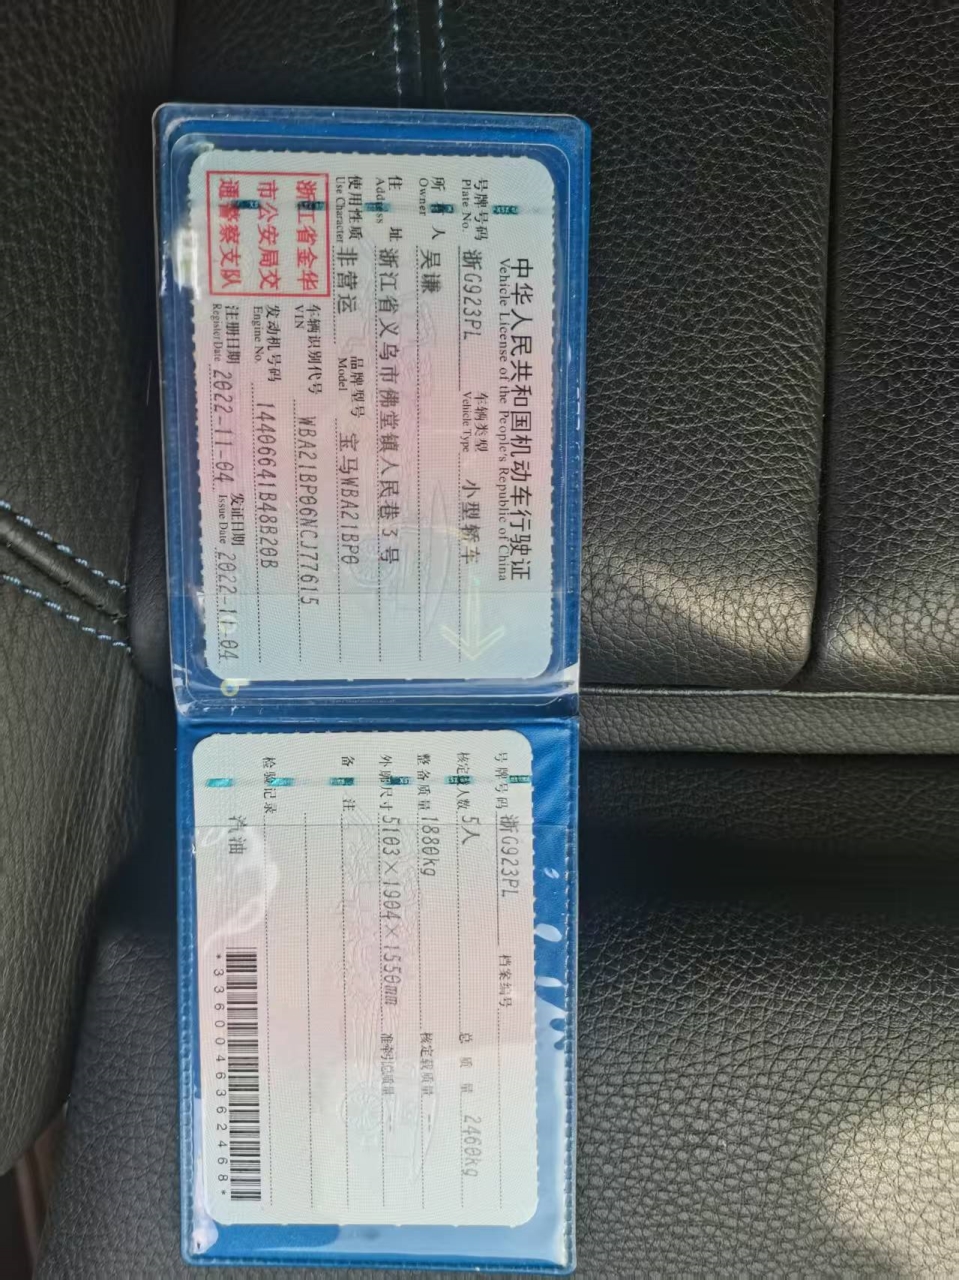 中华人民共和国机动车行驶证
Vehicle License of the People's Republic of China
号牌号码 浙G923PL 车辆类型 小型轿车
Plate No. Vehicle Type
所有人 吴谦
Owner
住址 浙江省义乌市佛堂镇人民巷3号
Address
使用性质 非营运 品牌型号 宝马WBA21BP0
Use Character Model
浙江省金华
市公安局交
通警察支队
车辆识别代号 WBA21BP06NCJ77615
VIN
发动机号码 14406641B48B20B
Engine No.
注册日期 2022-11-04 发证日期 2022-11-04
Register Date Issue Date
号牌号码 浙G923PL 档案编号
核定载人数 5人 总质量 2460kg
整备质量 1880kg 核定载质量 --
外廓尺寸 5103×1904×1550mm 准牵引总质量 --
备注
检验记录
汽油
*3360046362468*